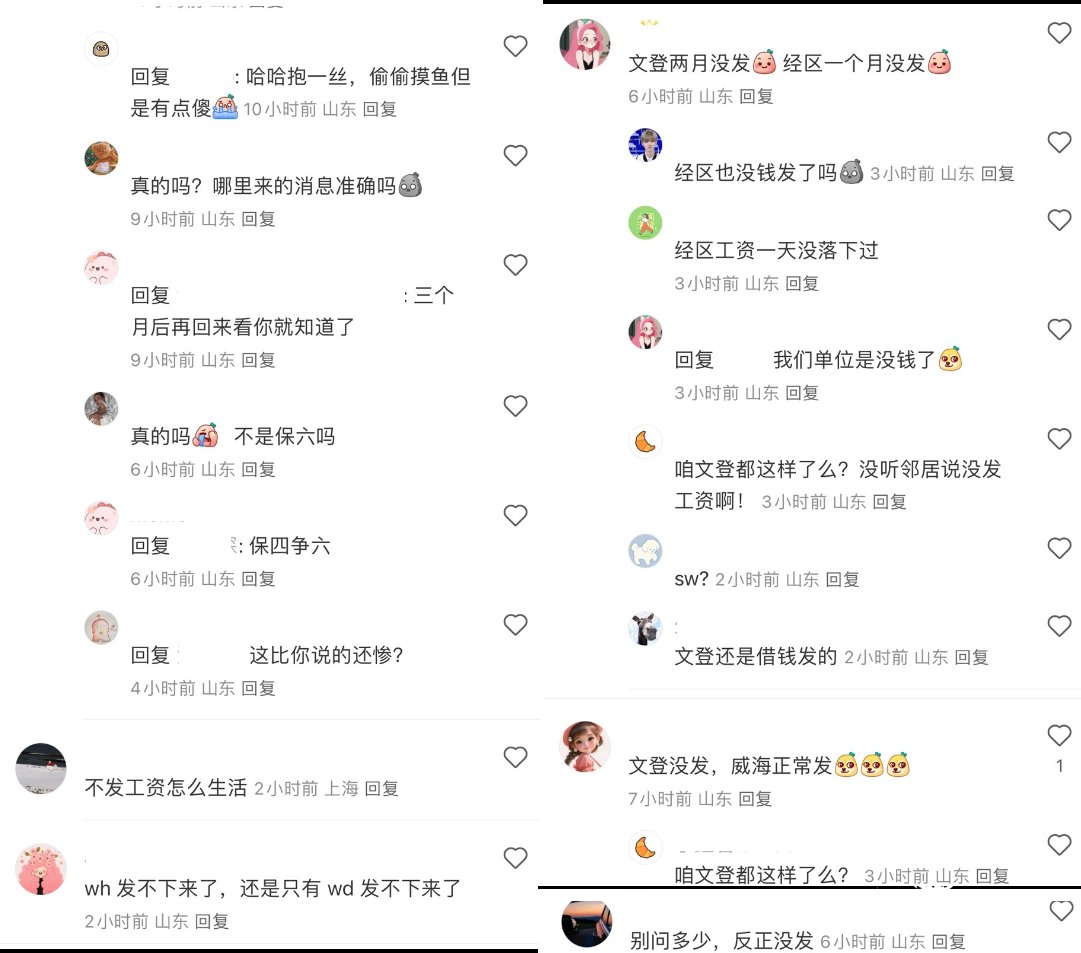 回复 : 哈哈抱一丝，偷偷摸鱼但
是有点傻 10小时前 山东 回复
真的吗？哪里来的消息准确吗
9小时前 山东 回复
回复 : 三个
月后再回来看你就知道了
9小时前 山东 回复
真的吗 不是保六吗
6小时前 山东 回复
回复 : 保四争六
6小时前 山东 回复
回复 这比你说的还惨？
4小时前 山东 回复
不发工资怎么生活 2小时前 上海 回复
wh 发不下来了，还是只有 wd 发不下来了
2小时前 山东 回复
文登两月没发 经区一个月没发
6小时前 山东 回复
经区也没钱发了吗 3小时前 山东 回复
经区工资一天没落下过
3小时前 山东 回复
回复 我们单位是没钱了
3小时前 山东 回复
咱文登都这样了么？没听邻居说没发
工资啊！ 3小时前 山东 回复
sw? 2小时前 山东 回复
文登还是借钱发的 2小时前 山东 回复
文登没发，威海正常发
1
7小时前 山东 回复
咱文登都这样了么？ 3小时前 山东 回复
别问多少，反正没发 6小时前 山东 回复